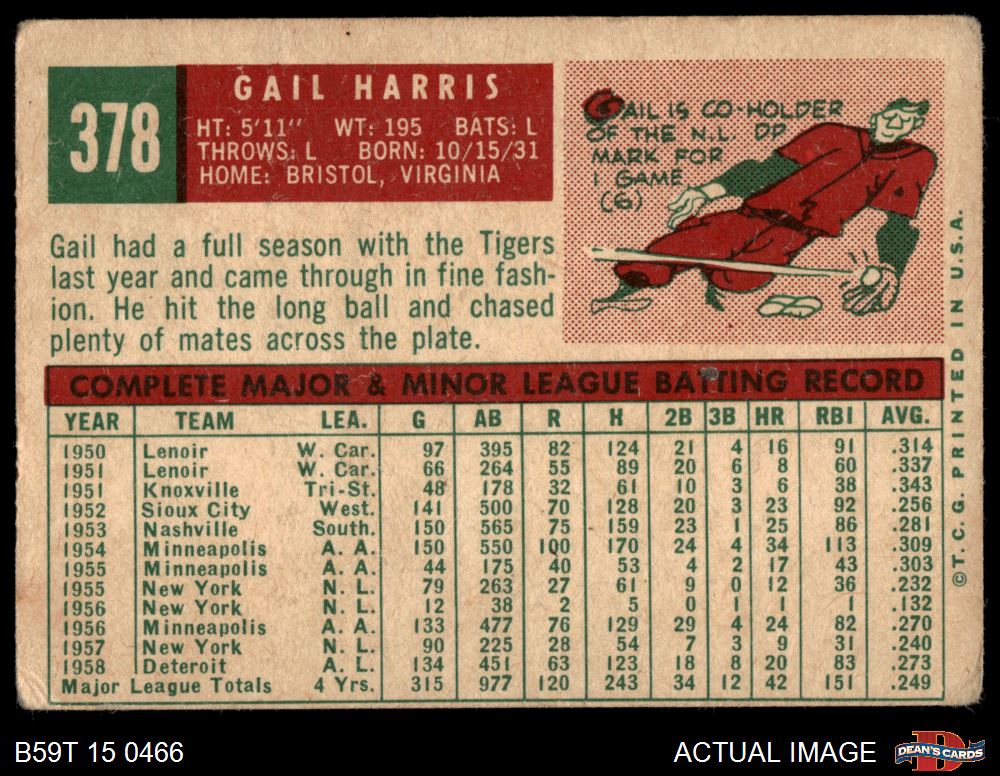 378
GAIL HARRIS
HT: 5'11" WT: 195 BATS: L
THROWS: L BORN: 10/15/31
HOME: BRISTOL, VIRGINIA
GAIL IS CO-HOLDER
OF THE N.L. DP
MARK FOR
1 GAME
(6)
Gail had a full season with the Tigers
last year and came through in fine fash-
ion. He hit the long ball and chased
plenty of mates across the plate.
COMPLETE MAJOR & MINOR LEAGUE BATTING RECORD
YEAR TEAM LEA. G AB R H 2B 3B HR RBI AVG.
1950 Lenoir W. Car. 97 395 82 124 21 4 16 91 .314
1951 Lenoir W. Car. 66 264 55 89 20 6 8 60 .337
1951 Knoxville Tri-St. 48 178 32 61 10 3 6 38 .343
1952 Sioux City West. 141 500 70 128 20 3 23 92 .256
1953 Nashville South. 150 565 75 159 23 1 25 86 .281
1954 Minneapolis A. A. 150 550 100 170 24 4 34 113 .309
1955 Minneapolis A. A. 44 175 40 53 4 2 17 43 .303
1955 New York N. L. 79 263 27 61 9 0 12 36 .232
1956 New York N. L. 12 38 2 5 0 1 1 1 .132
1956 Minneapolis A. A. 133 477 76 129 29 4 24 82 .270
1957 New York N. L. 90 225 28 54 7 3 9 31 .240
1958 Deteroit A. L. 134 451 63 123 18 8 20 83 .273
Major League Totals 4 Yrs. 315 977 120 243 34 12 42 151 .249
©T. C. G. PRINTED IN U.S.A.
B59T 15 0466
ACTUAL IMAGE
DEAN'S CARDS